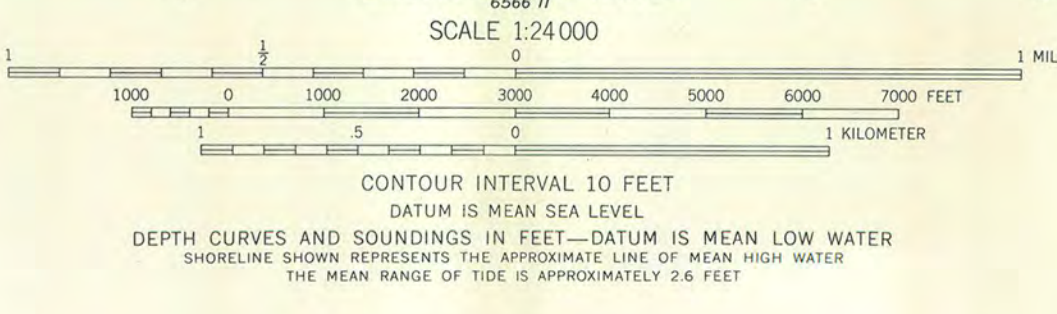 SCALE 1:24 000
1 ½ 0 1 MIL
1000 0 1000 2000 3000 4000 5000 6000 7000 FEET
1 .5 0 1 KILOMETER
CONTOUR INTERVAL 10 FEET
DATUM IS MEAN SEA LEVEL
DEPTH CURVES AND SOUNDINGS IN FEET—DATUM IS MEAN LOW WATER
SHORELINE SHOWN REPRESENTS THE APPROXIMATE LINE OF MEAN HIGH WATER
THE MEAN RANGE OF TIDE IS APPROXIMATELY 2.6 FEET